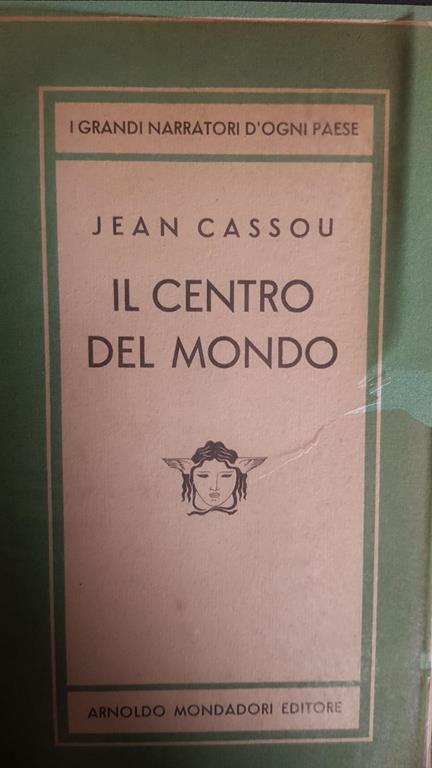 I GRANDI NARRATORI D'OGNI PAESE
JEAN CASSOU
IL CENTRO
DEL MONDO
ARNOLDO MONDADORI EDITORE